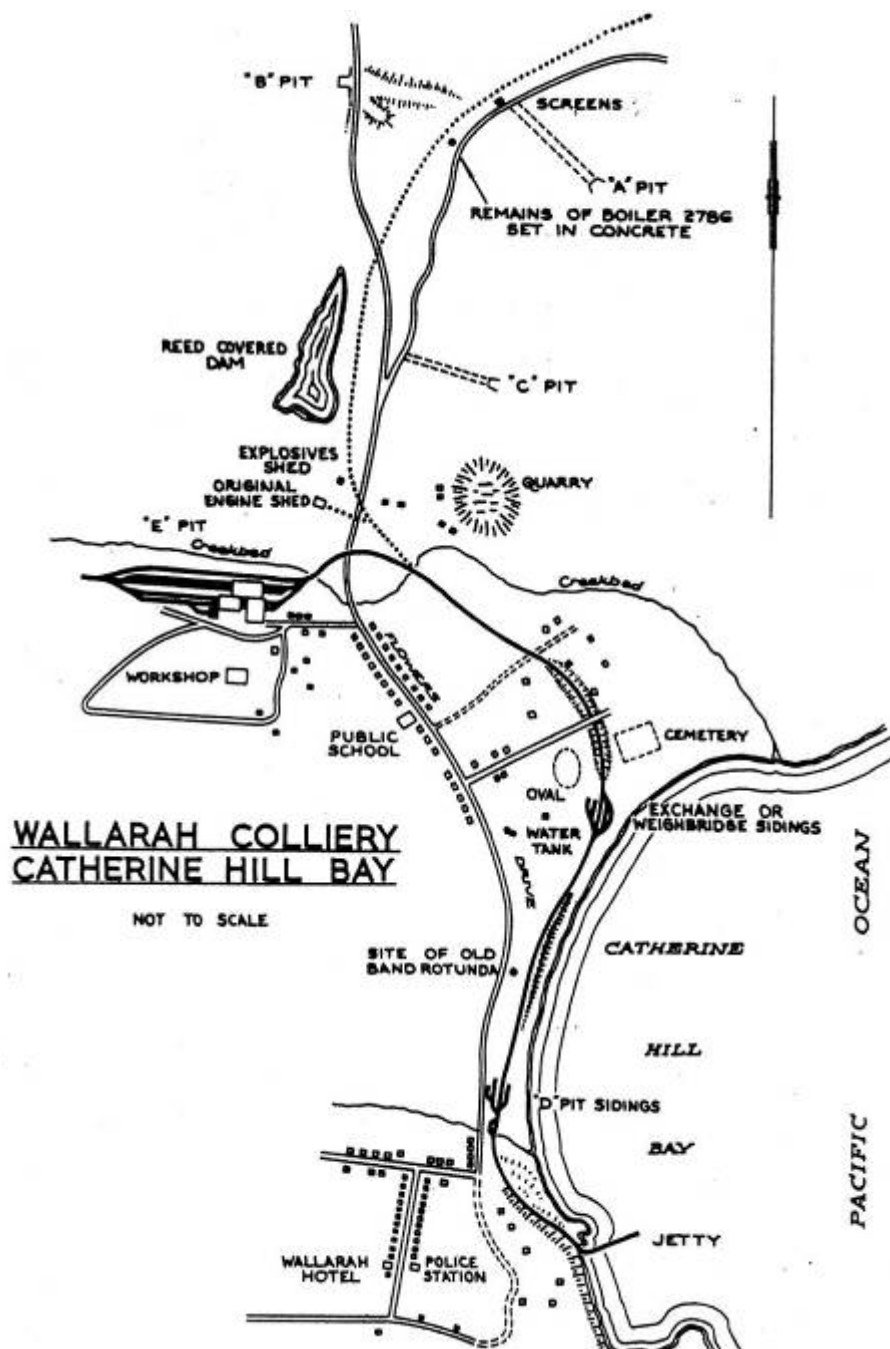 "B" PIT
SCREENS
"A" PIT
REMAINS OF BOILER 2786
SET IN CONCRETE
REED COVERED
DAM
"C" PIT
EXPLOSIVES
SHED
ORIGINAL
ENGINE SHED
QUARRY
"E" PIT
Creekbed
Creekbed
FLOWERS
WORKSHOP
PUBLIC
SCHOOL
CEMETERY
OVAL
EXCHANGE OR
WEIGHBRIDGE SIDINGS
WATER
TANK
WALLARAH COLLIERY
CATHERINE HILL BAY
NOT TO SCALE
DRIVE
OCEAN
SITE OF OLD
BAND ROTUNDA
CATHERINE
HILL
"D" PIT SIDINGS
BAY
PACIFIC
JETTY
WALLARAH
HOTEL
POLICE
STATION